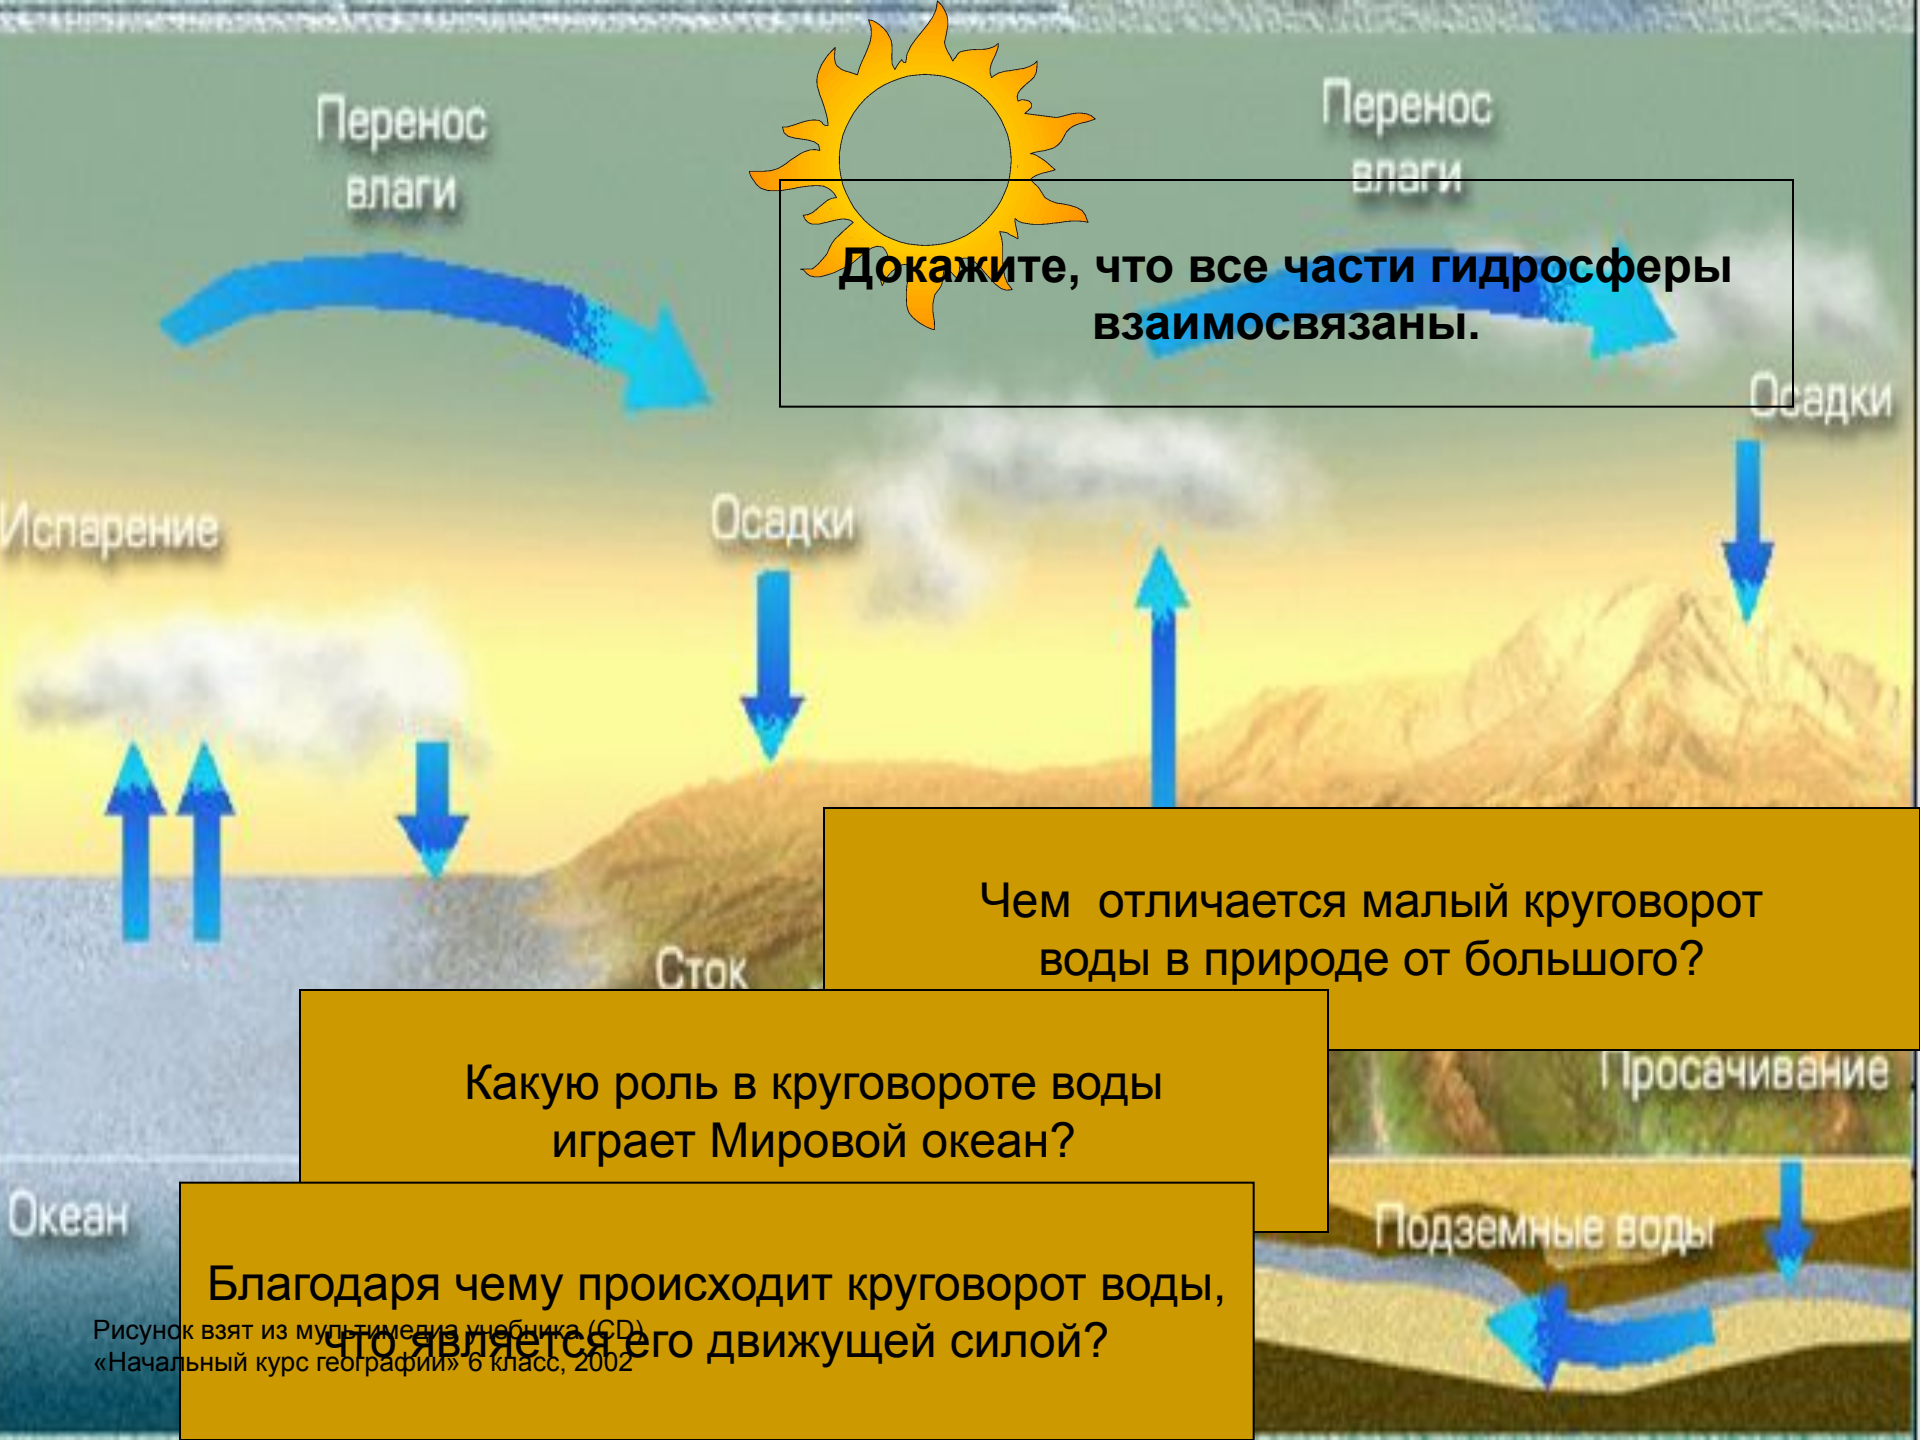 Перенос
влаги
Перенос
влаги
Докажите, что все части гидросферы
взаимосвязаны.
Осадки
Испарение
Осадки
Чем отличается малый круговорот
воды в природе от большого?
Сток
Какую роль в круговороте воды
играет Мировой океан?
Просачивание
Океан
Подземные воды
Благодаря чему происходит круговорот воды,
что является его движущей силой?
Рисунок взят из мультимедиа учебника (CD)
«Начальный курс географии» 6 класс, 2002